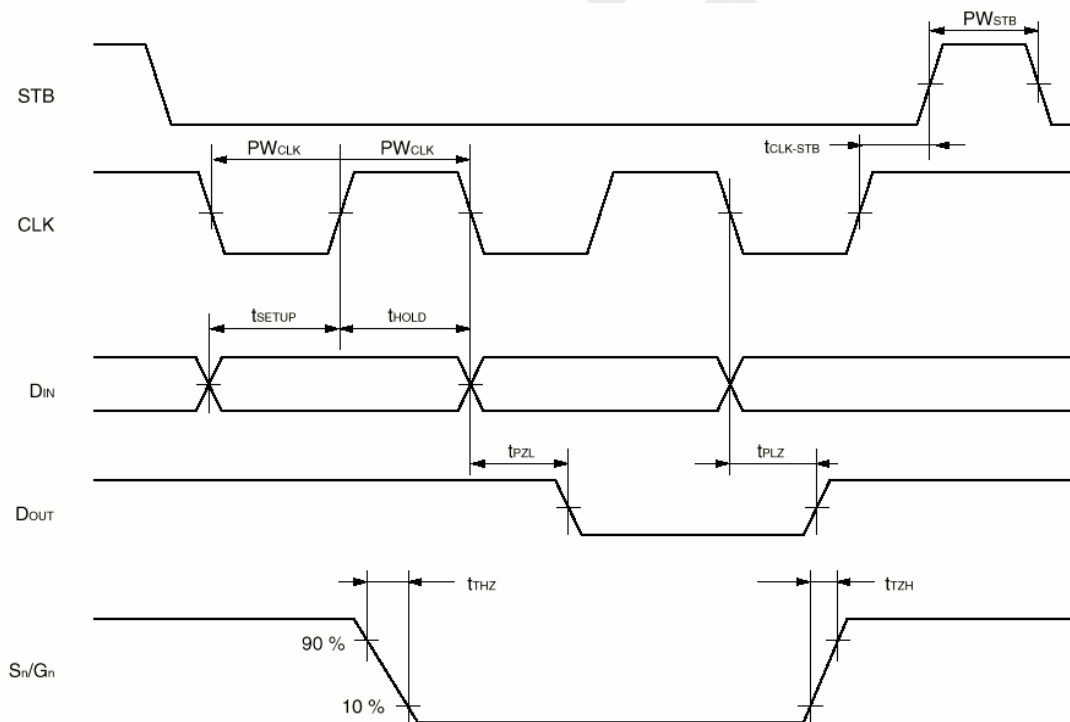 PWSTB
STB
tCLK-STB
PWCLK PWCLK
CLK
tSETUP tHOLD
DIN
tPZL tPLZ
DOUT
tTHZ tTZH
90 %
Sn/Gn
10 %